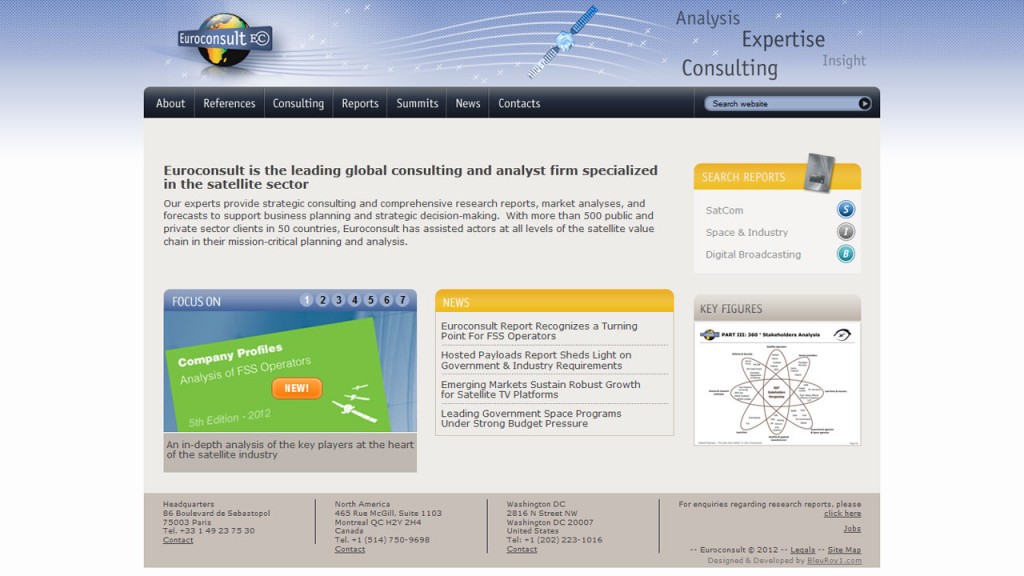 Euroconsult EC
Analysis
Expertise
Insight
Consulting
About References Consulting Reports Summits News Contacts
Search website
Euroconsult is the leading global consulting and analyst firm specialized
in the satellite sector
Our experts provide strategic consulting and comprehensive research reports, market analyses, and
forecasts to support business planning and strategic decision-making. With more than 500 public and
private sector clients in 50 countries, Euroconsult has assisted actors at all levels of the satellite value
chain in their mission-critical planning and analysis.
SEARCH REPORTS
SatCom S
Space & Industry I
Digital Broadcasting B
FOCUS ON 1 2 3 4 5 6 7
Company Profiles
Analysis of FSS Operators
NEW!
5th Edition - 2012
An in-depth analysis of the key players at the heart
of the satellite industry
NEWS
Euroconsult Report Recognizes a Turning
Point For FSS Operators
Hosted Payloads Report Sheds Light on
Government & Industry Requirements
Emerging Markets Sustain Robust Growth
for Satellite TV Platforms
Leading Government Space Programs
Under Strong Budget Pressure
KEY FIGURES
PART III: 360 ° Stakeholders Analysis
Headquarters
86 Boulevard de Sebastopol
75003 Paris
Tel. +33 1 49 23 75 30
Contact
North America
465 Rue McGill, Suite 1103
Montreal QC H2Y 2H4
Canada
Tel. +1 (514) 750-9698
Contact
Washington DC
2816 N Street NW
Washington DC 20007
United States
Tel: +1 (202) 223-1016
Contact
For enquiries regarding research reports, please
click here
Jobs
-- Euroconsult © 2012 -- Legals -- Site Map
Designed & Developed by BleuRoy1.com